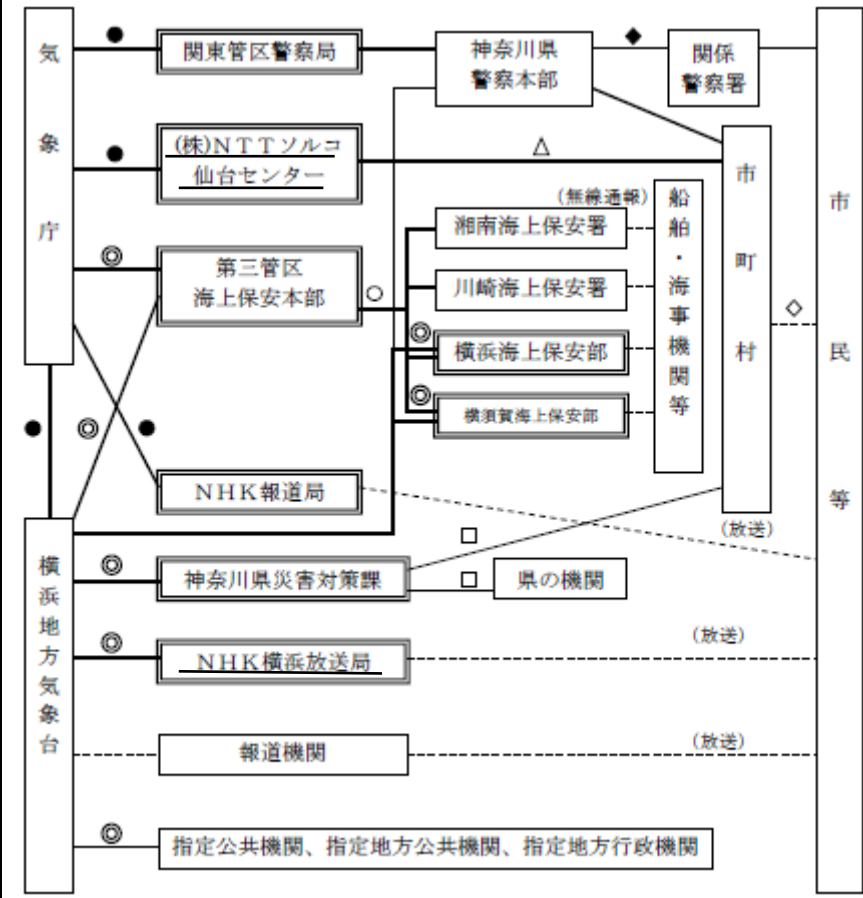 気象庁
●
関東管区警察局
神奈川県
警察本部
◆
関係
警察署
市民等
●
(株)ＮＴＴソルコ
仙台センター
△
市町村
◎
第三管区
海上保安本部
○
(無線通報)
湘南海上保安署
川崎海上保安署
◎
横浜海上保安部
◎
横須賀海上保安部
船舶・海事機関等
◇
●
◎
●
ＮＨＫ報道局
(放送)
横浜地方気象台
◎
神奈川県災害対策課
□
□
県の機関
◎
ＮＨＫ横浜放送局
(放送)
報道機関
(放送)
◎
指定公共機関、指定地方公共機関、指定地方行政機関